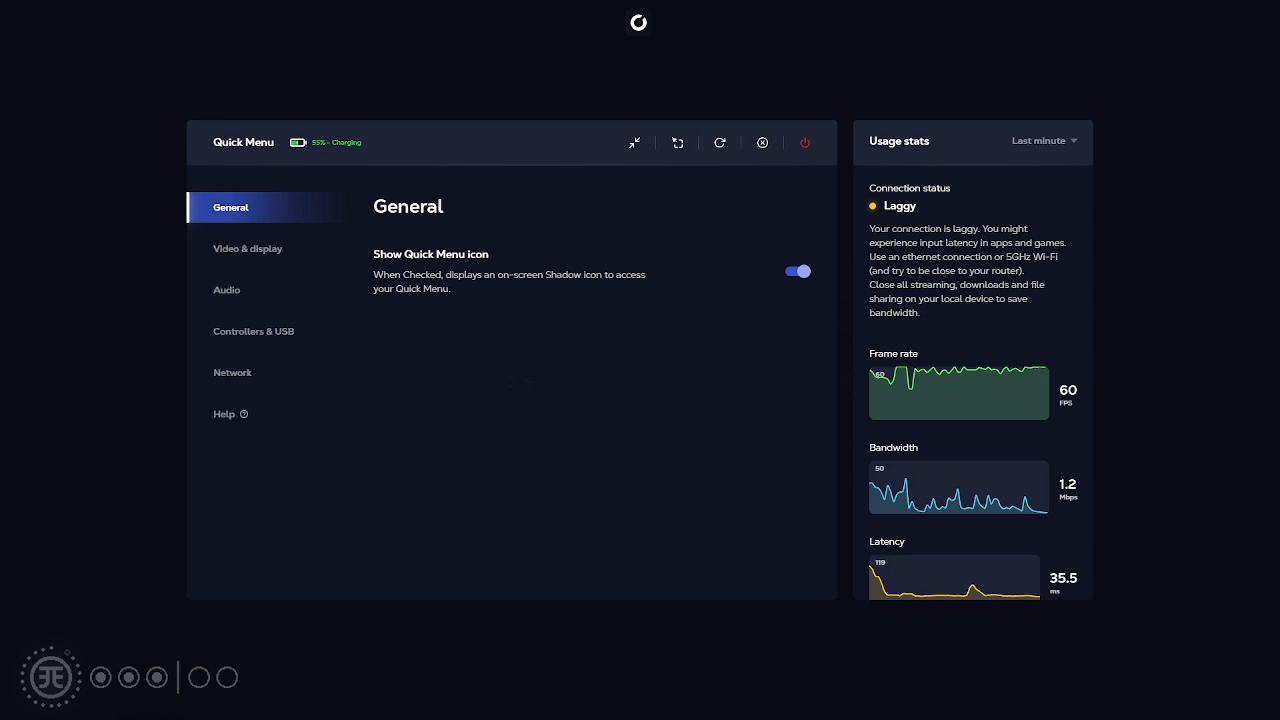 Quick Menu
55% - Charging
General
Video & display
Audio
Controllers & USB
Network
Help
General
Show Quick Menu icon
When Checked, displays an on-screen Shadow icon to access
your Quick Menu.
Usage stats
Last minute
Connection status
Laggy
Your connection is laggy. You might
experience input latency in apps and games.
Use an ethernet connection or 5GHz Wi-Fi
(and try to be close to your router).
Close all streaming, downloads and file
sharing on your local device to save
bandwidth.
Frame rate
60
60
FPS
Bandwidth
50
1.2
Mbps
Latency
119
35.5
ms